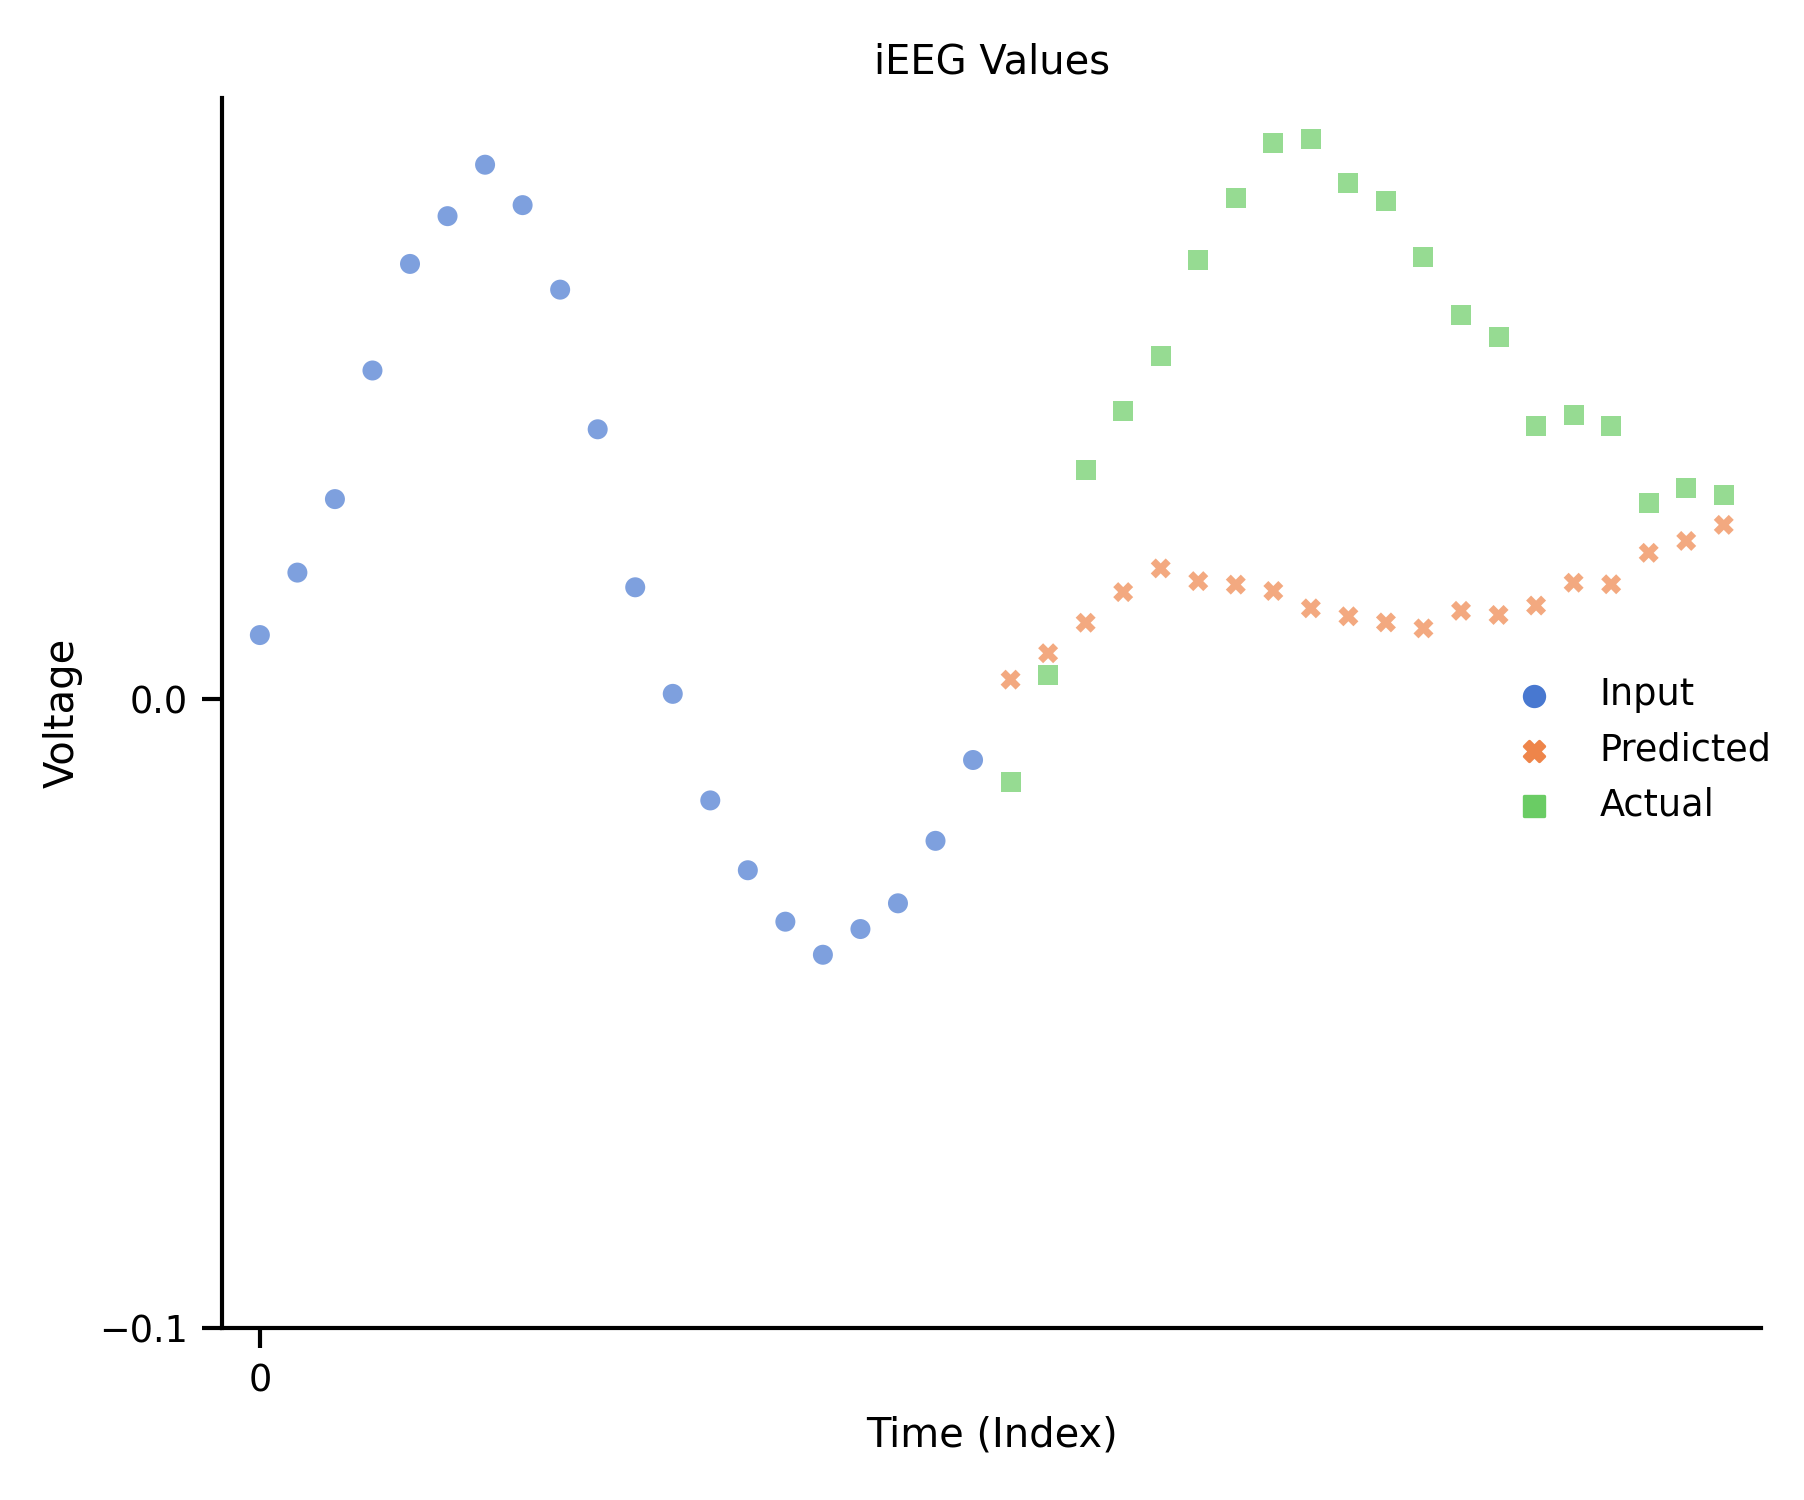 iEEG Values
Voltage
0.0
−0.1
0
Time (Index)
Input
Predicted
Actual